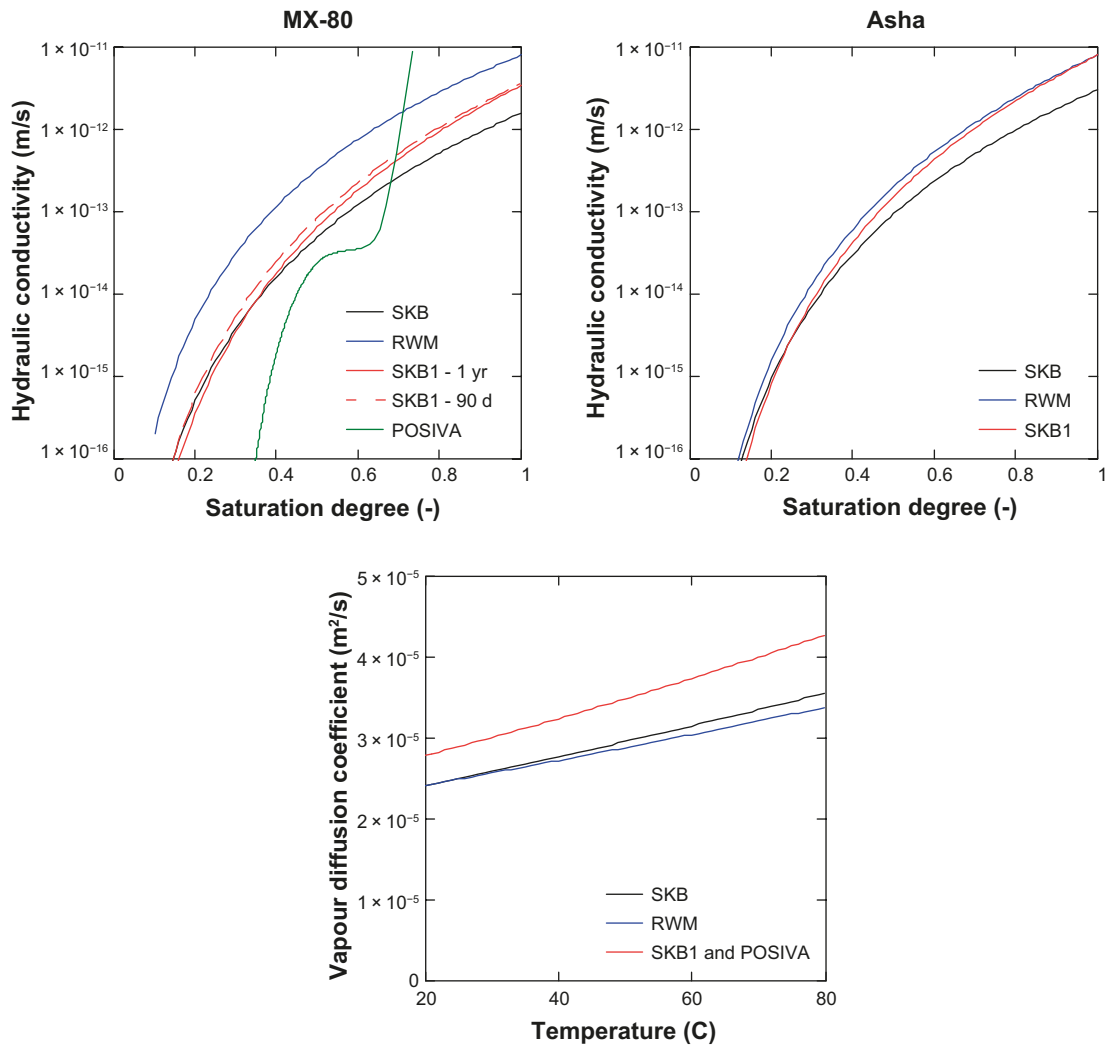 MX-80
Hydraulic conductivity (m/s)
1 × 10⁻¹¹
1 × 10⁻¹²
1 × 10⁻¹³
1 × 10⁻¹⁴
1 × 10⁻¹⁵
1 × 10⁻¹⁶
0 0.2 0.4 0.6 0.8 1
Saturation degree (-)
SKB
RWM
SKB1 - 1 yr
SKB1 - 90 d
POSIVA
Asha
Hydraulic conductivity (m/s)
1 × 10⁻¹¹
1 × 10⁻¹²
1 × 10⁻¹³
1 × 10⁻¹⁴
1 × 10⁻¹⁵
1 × 10⁻¹⁶
0 0.2 0.4 0.6 0.8 1
Saturation degree (-)
SKB
RWM
SKB1
Vapour diffusion coefficient (m²/s)
5 × 10⁻⁵
4 × 10⁻⁵
3 × 10⁻⁵
2 × 10⁻⁵
1 × 10⁻⁵
0
20 40 60 80
Temperature (C)
SKB
RWM
SKB1 and POSIVA